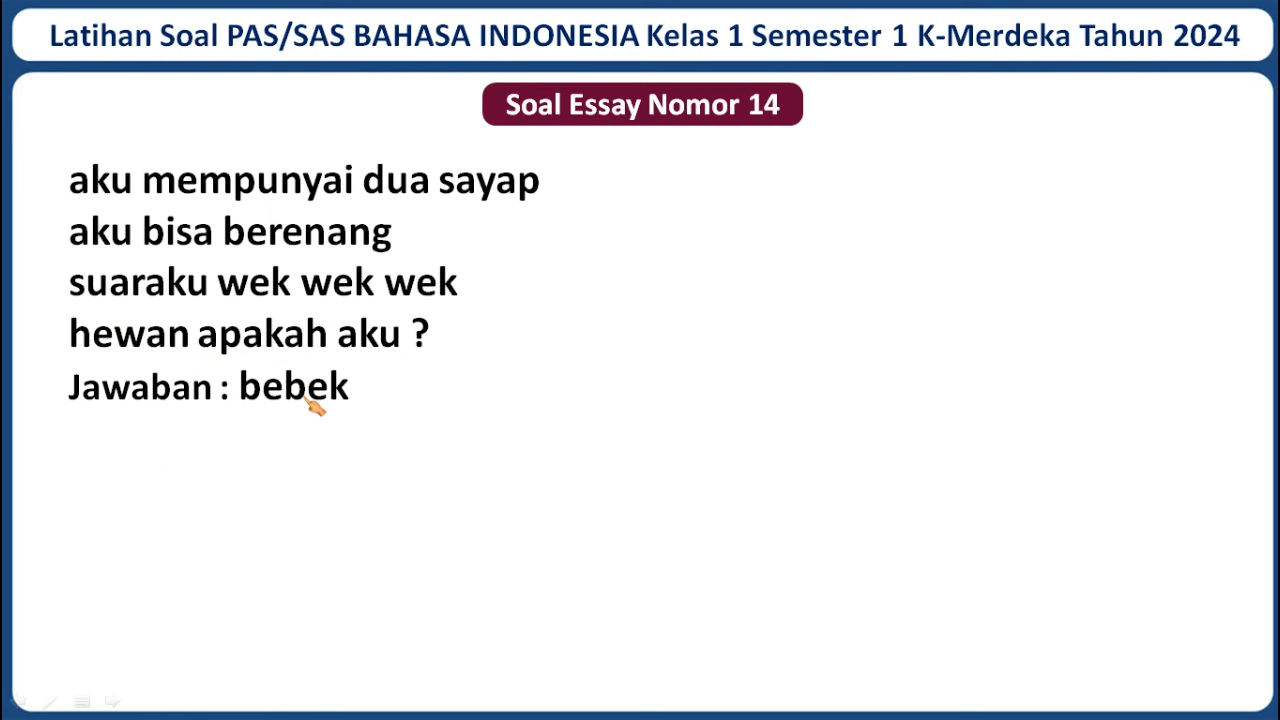 Latihan Soal PAS/SAS BAHASA INDONESIA Kelas 1 Semester 1 K-Merdeka Tahun 2024
Soal Essay Nomor 14
aku mempunyai dua sayap
aku bisa berenang
suaraku wek wek wek
hewan apakah aku ?
Jawaban : bebek